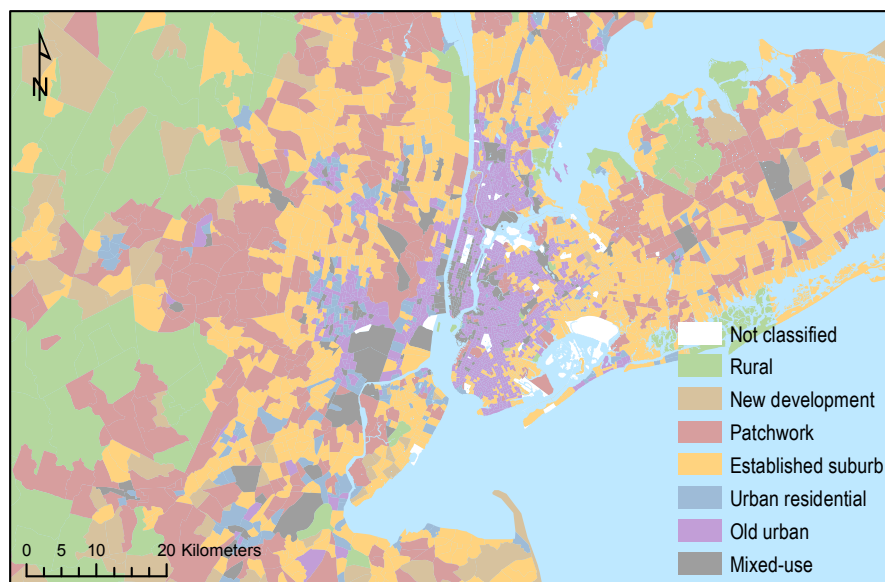 N
Not classified
Rural
New development
Patchwork
Established suburb
Urban residential
Old urban
Mixed-use
0 5 10 20 Kilometers